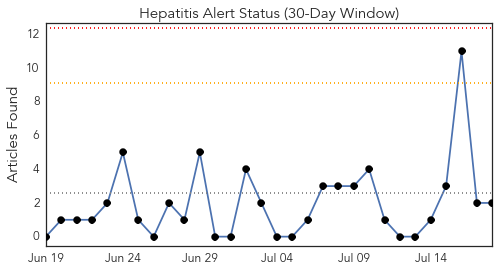 Hepatitis Alert Status (30-Day Window)
Articles Found
12
10
8
6
4
2
0
Jun 19 Jun 24 Jun 29 Jul 04 Jul 09 Jul 14